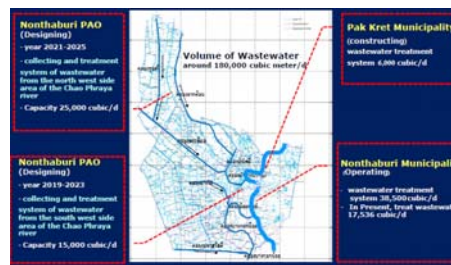 Nonthaburi PAO
(Designing)
- year 2021-2025
- collecting and treatment
system of wastewater
from the north west side
area of the Chao Phraya
river
- Capacity 25,000 cubic/d
Nonthaburi PAO
(Designing)
- year 2019-2023
- collecting and treatment
system of wastewater
from the south west side
area of the Chao Phraya
river
- Capacity 15,000 cubic/d
Volume of Wastewater
around 180,000 cubic meter/d
Pak Kret Municipality
(constructing)
wastewater treatment
system 6,000 cubic/d
Nonthaburi Municipali
(Operating)
- wastewater treatment
system 38,500cubic/d
- In Present, treat wastewat
17,536 cubic/d